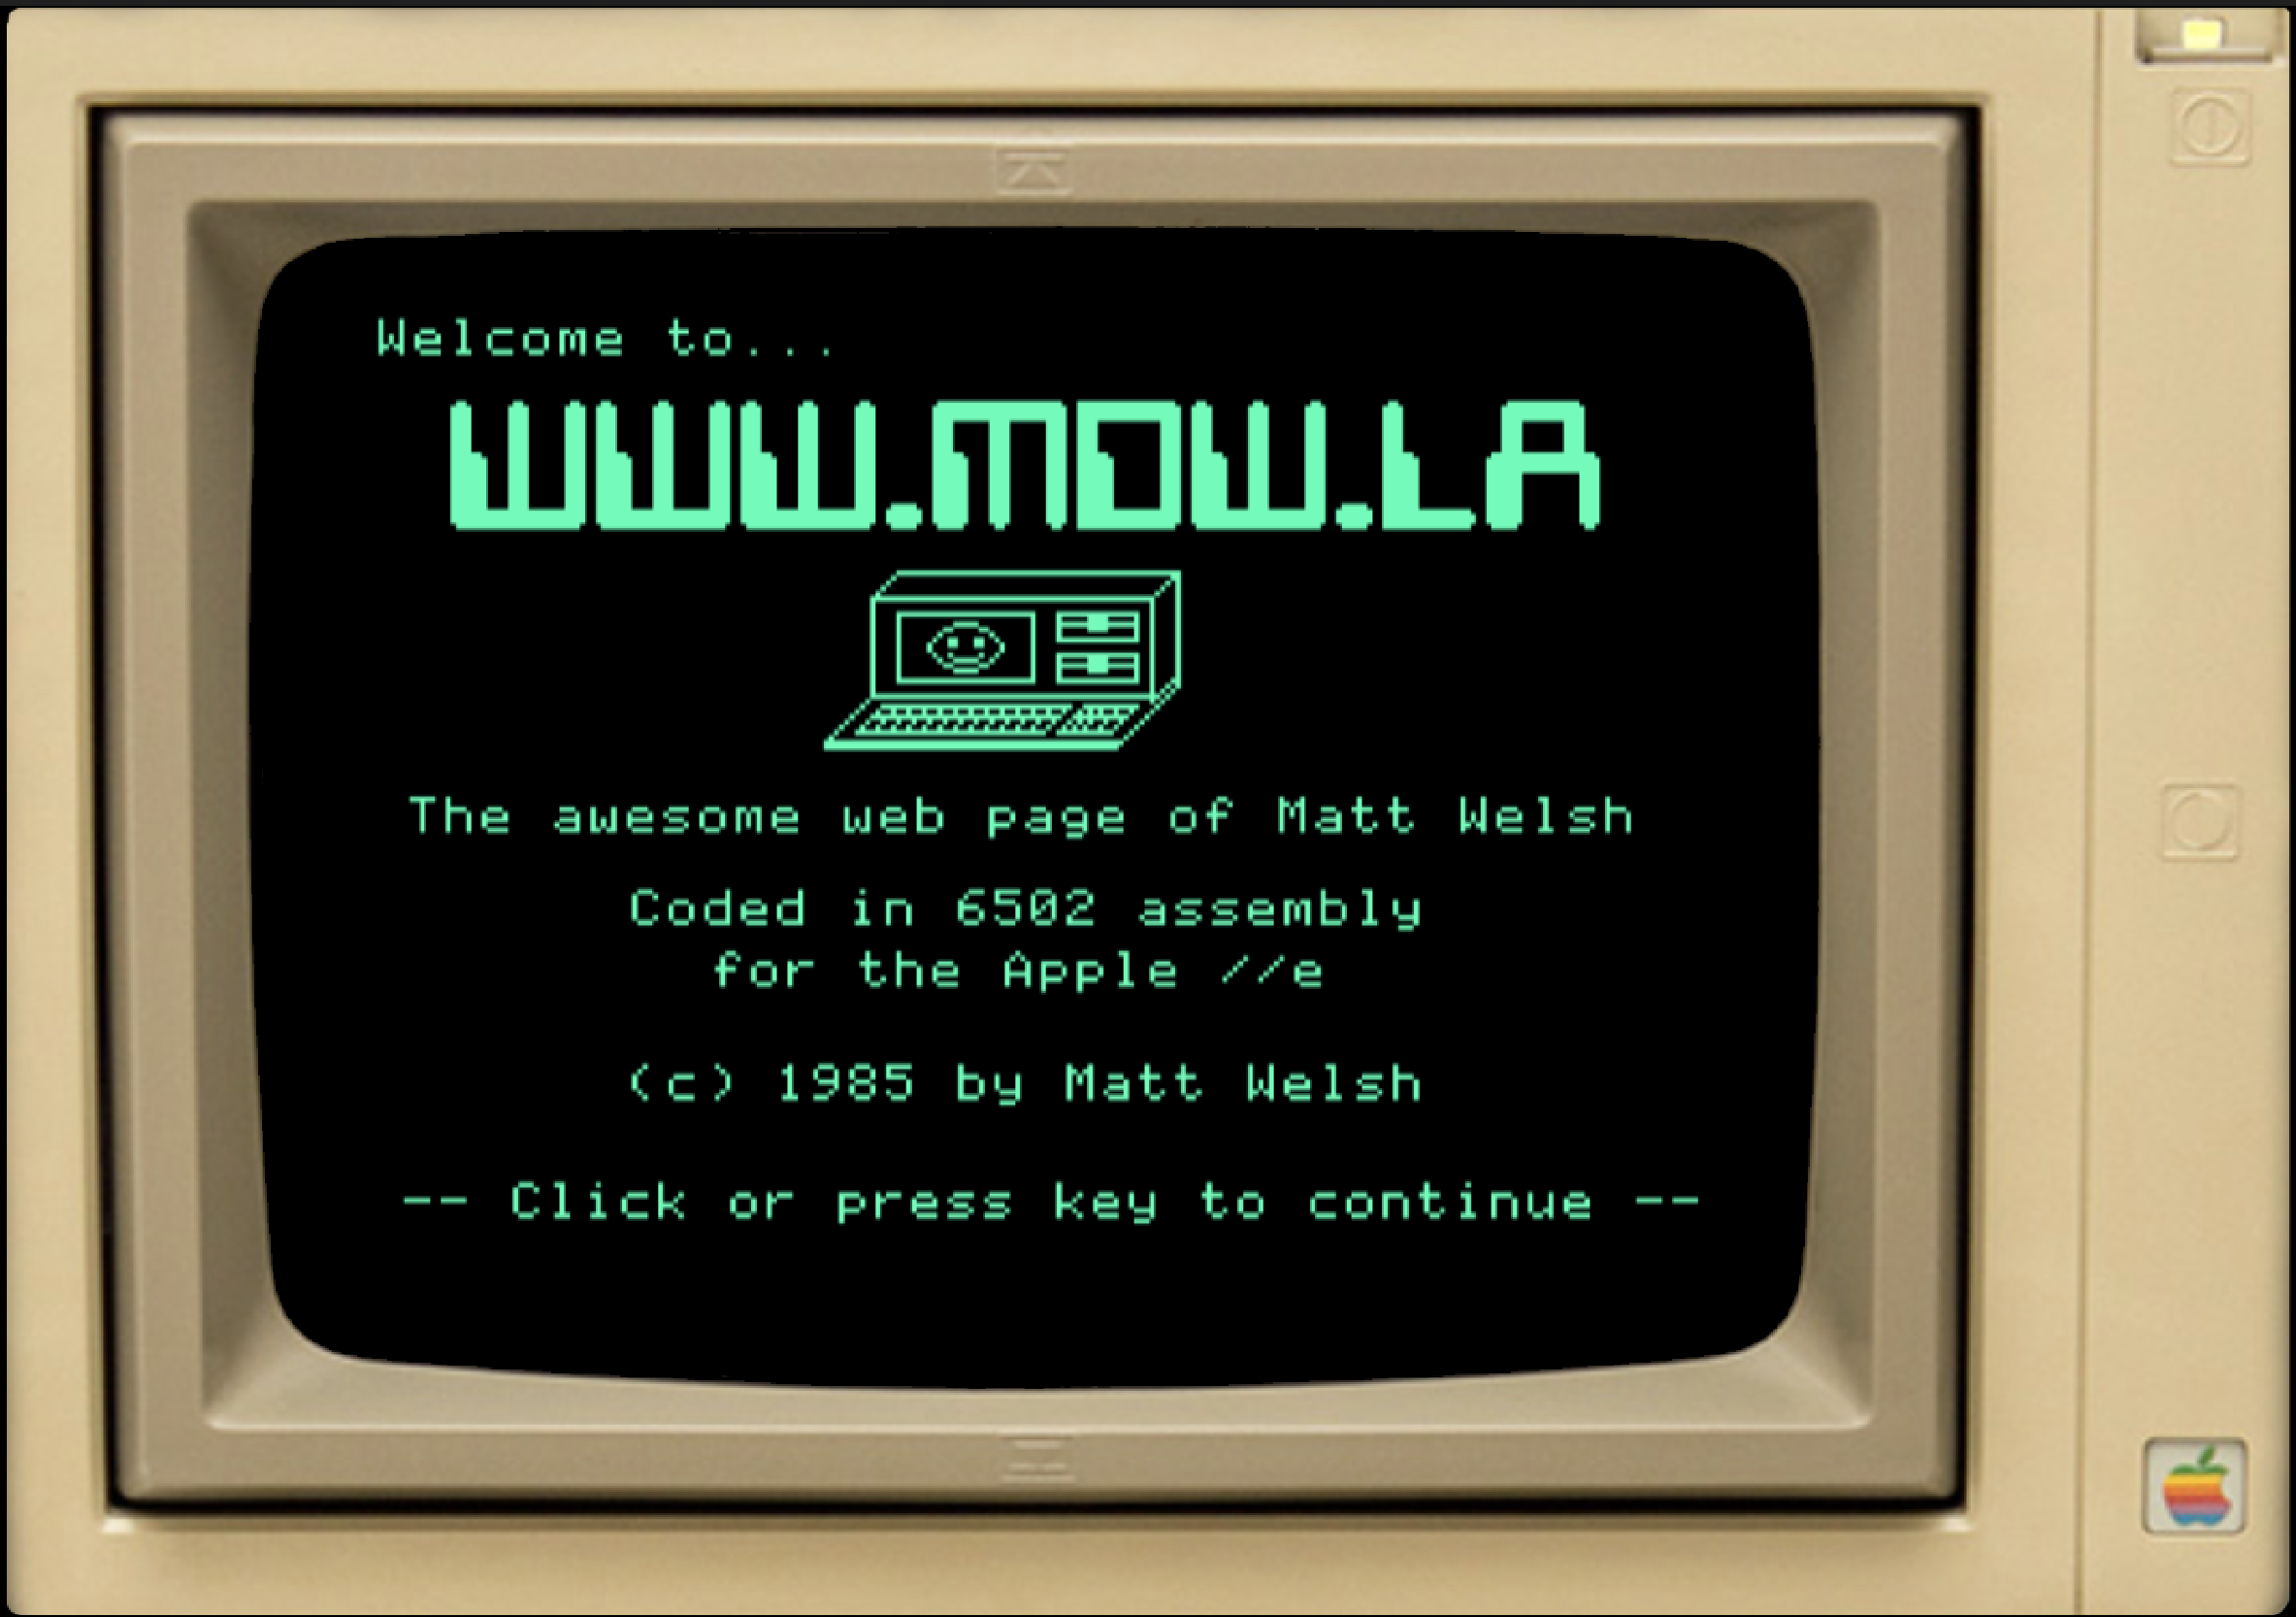 Welcome to...
WWW.MOW.LA
The awesome web page of Matt Welsh
Coded in 6502 assembly
for the Apple //e
(c) 1985 by Matt Welsh
-- Click or press key to continue --